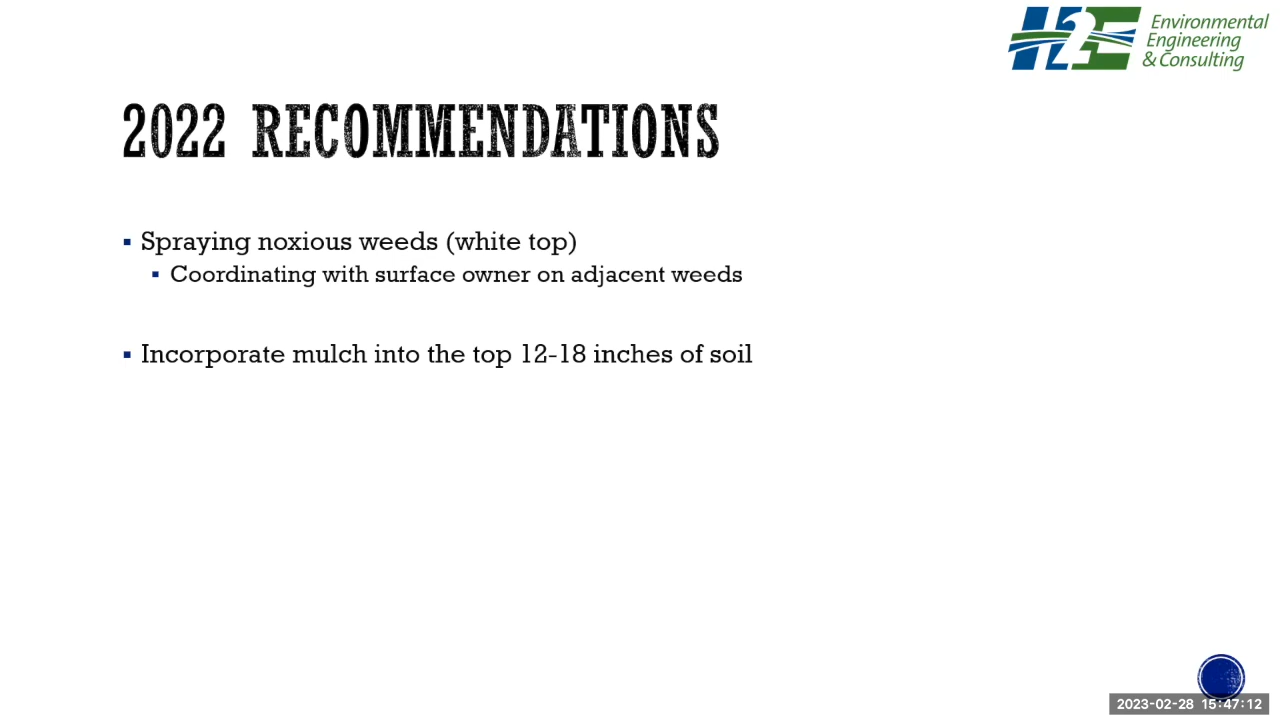 H2E
Environmental
Engineering
& Consulting
2022 RECOMMENDATIONS
Spraying noxious weeds (white top)
Coordinating with surface owner on adjacent weeds
Incorporate mulch into the top 12-18 inches of soil
2023-02-28 15:47:12